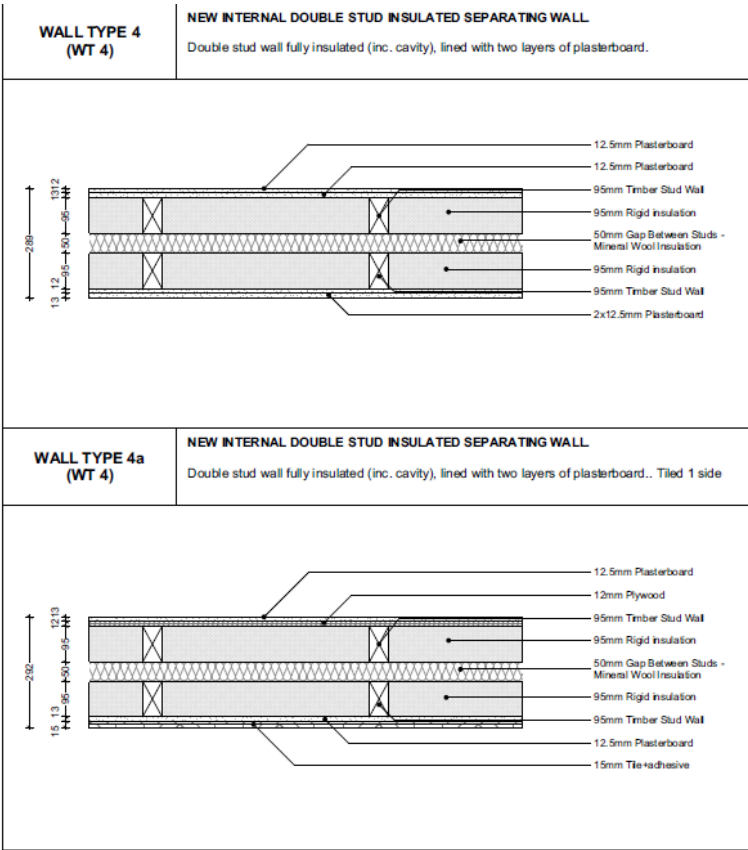 WALL TYPE 4
(WT 4)
NEW INTERNAL DOUBLE STUD INSULATED SEPARATING WALL
Double stud wall fully insulated (inc. cavity), lined with two layers of plasterboard.
12.5mm Plasterboard
12.5mm Plasterboard
95mm Timber Stud Wall
95mm Rigid insulation
50mm Gap Between Studs -
Mineral Wool Insulation
95mm Rigid insulation
95mm Timber Stud Wall
2x12.5mm Plasterboard
289
12
13
95
50
95
12
13
WALL TYPE 4a
(WT 4)
NEW INTERNAL DOUBLE STUD INSULATED SEPARATING WALL
Double stud wall fully insulated (inc. cavity), lined with two layers of plasterboard.. Tiled 1 side
12.5mm Plasterboard
12mm Plywood
95mm Timber Stud Wall
95mm Rigid insulation
50mm Gap Between Studs -
Mineral Wool Insulation
95mm Rigid insulation
95mm Timber Stud Wall
12.5mm Plasterboard
15mm Tile+adhesive
292
13
12
95
50
95
13
15